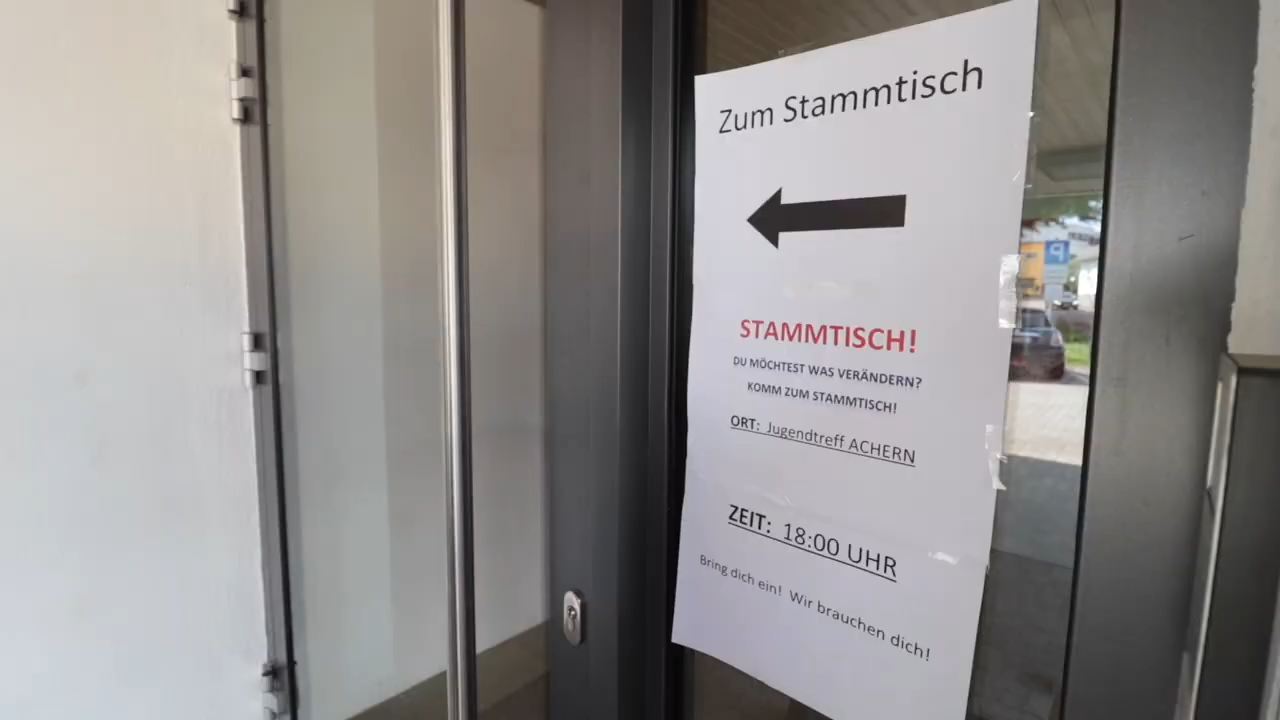 Zum Stammtisch
STAMMTISCH!
DU MÖCHTEST WAS VERÄNDERN?
KOMM ZUM STAMMTISCH!
ORT: Jugendtreff ACHERN
ZEIT: 18:00 UHR
Bring dich ein! Wir brauchen dich!
P